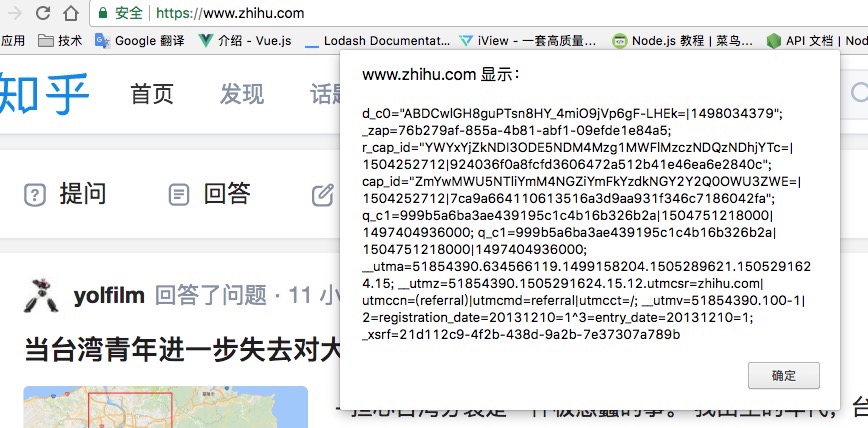 安全 | https://www.zhihu.com
应用 技术 Google 翻译 介绍 - Vue.js Lodash Documentat... iView - 一套高质量... Node.js 教程 | 菜鸟... API 文档 | Nod
知乎 首页 发现 话
提问 回答
yolfilm 回答了问题 · 11 小
当台湾青年进一步失去对大
www.zhihu.com 显示：
d_c0="ABDCwlGH8guPTsn8HY_4miO9jVp6gF-LHEk=|1498034379";
_zap=76b279af-855a-4b81-abf1-09efde1e84a5;
r_cap_id="YWYxYjZkNDI3ODE5NDM4Mzg1MWFlMzczNDQzNDhjYTc=|
1504252712|924036f0a8fcfd3606472a512b41e46ea6e2840c";
cap_id="ZmYwMWU5NTliYmM4NGZiYmFkYzdkNGY2Y2Q0OWU3ZWE=|
1504252712|7ca9a664110613516a3d9aa931f346c7186042fa";
q_c1=999b5a6ba3ae439195c1c4b16b326b2a|1504751218000|
1497404936000; q_c1=999b5a6ba3ae439195c1c4b16b326b2a|
1504751218000|1497404936000;
__utma=51854390.634566119.1499158204.1505289621.150529162
4.15; __utmz=51854390.1505291624.15.12.utmcsr=zhihu.com|
utmccn=(referral)|utmcmd=referral|utmcct=/; __utmv=51854390.100-1|
2=registration_date=20131210=1^3=entry_date=20131210=1;
_xsrf=21d112c9-4f2b-438d-9a2b-7e37307a789b
确定